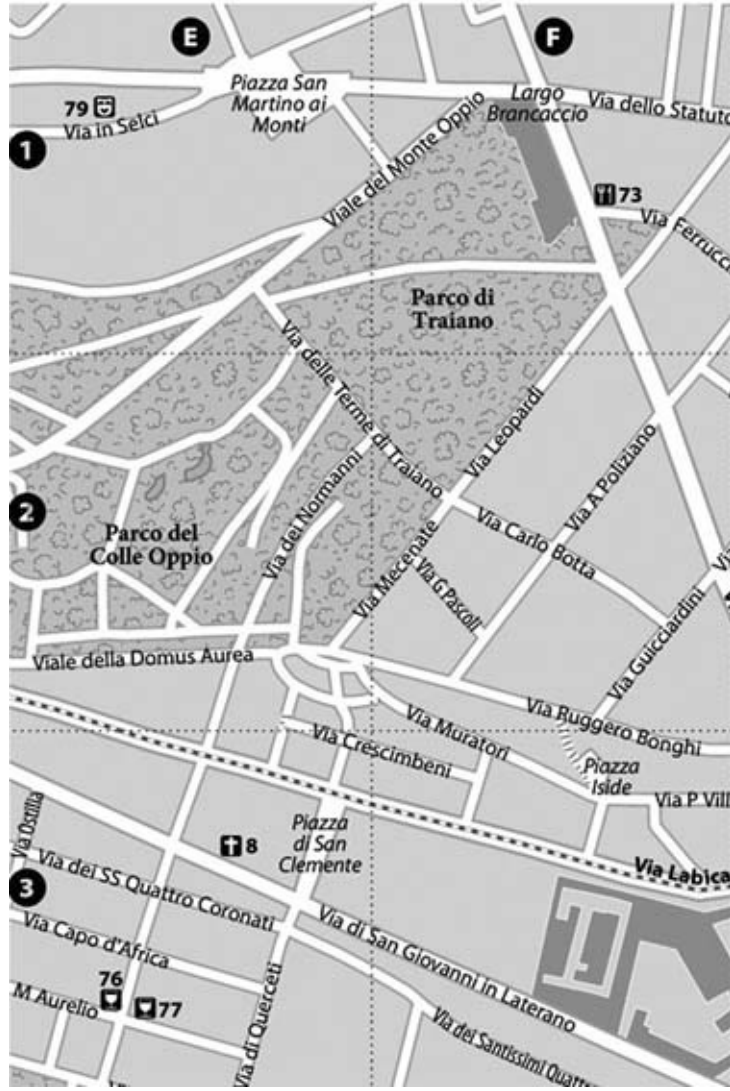 E
F
79
Via in Selci
Piazza San
Martino ai
Monti
Largo
Brancaccio
Via dello Statuto
1
Viale del Monte Oppio
73
Via Ferrucci
Parco di
Traiano
Via delle Terme di Traiano
Via Leopardi
Via A Poliziano
2
Parco del
Colle Oppio
Via dei Normanni
Via Mecenate
Via G Pascoli
Via Carlo Botta
Via Guicciardini
Viale della Domus Aurea
Via Ruggero Bonghi
Via Muratori
Via Crescimbeni
Piazza
Iside
Via P Vill
Via Ostilla
8
Piazza
di San
Clemente
Via Labica
3
Via dei SS Quattro Coronati
Via Capo d'Africa
Via di San Giovanni in Laterano
76
77
M Aurelio
Via di Querceti
Via dei Santissimi Quattr